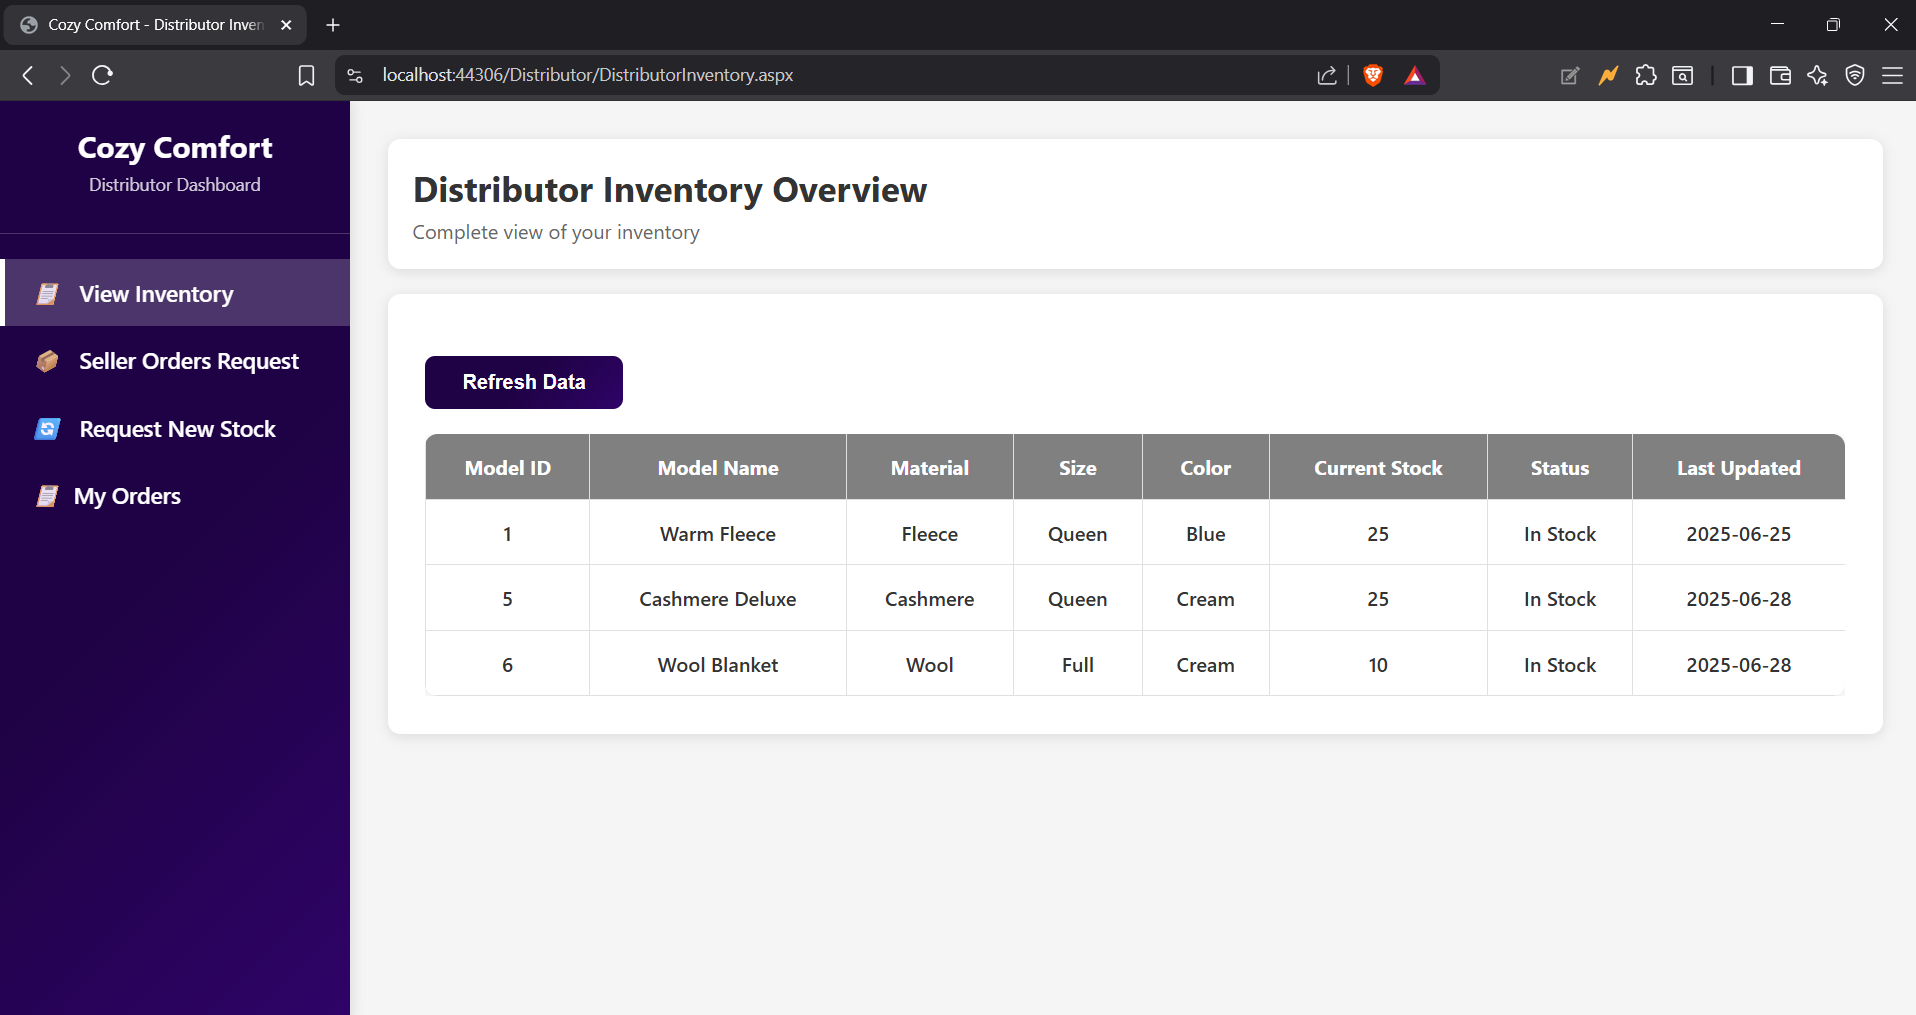 Cozy Comfort - Distributor Inven
localhost:44306/Distributor/DistributorInventory.aspx
Cozy Comfort
Distributor Dashboard
View Inventory
Seller Orders Request
Request New Stock
My Orders
Distributor Inventory Overview
Complete view of your inventory
Refresh Data
Model ID Model Name Material Size Color Current Stock Status Last Updated
1 Warm Fleece Fleece Queen Blue 25 In Stock 2025-06-25
5 Cashmere Deluxe Cashmere Queen Cream 25 In Stock 2025-06-28
6 Wool Blanket Wool Full Cream 10 In Stock 2025-06-28